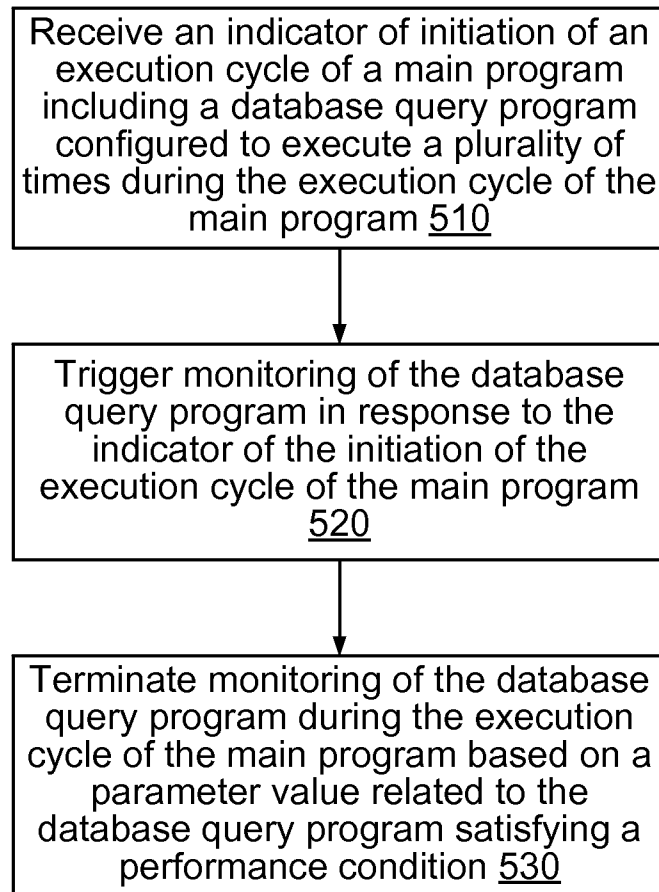 Receive an indicator of initiation of an
execution cycle of a main program
including a database query program
configured to execute a plurality of
times during the execution cycle of the
main program 510
Trigger monitoring of the database
query program in response to the
indicator of the initiation of the
execution cycle of the main program
520
Terminate monitoring of the database
query program during the execution
cycle of the main program based on a
parameter value related to the
database query program satisfying a
performance condition 530